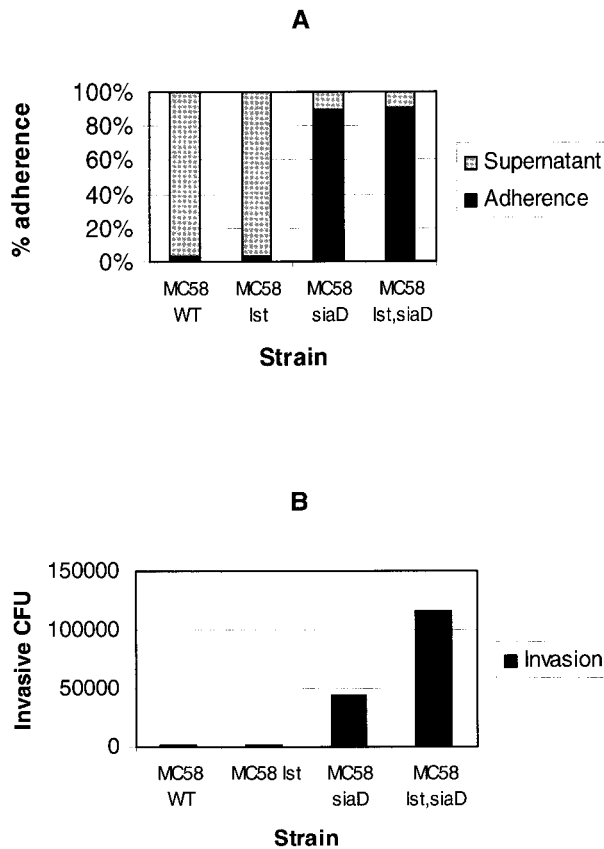 A
% adherence
100%
80%
60%
40%
20%
0%
MC58 WT
MC58 lst
MC58 siaD
MC58 lst,siaD
Strain
Supernatant
Adherence
B
Invasive CFU
150000
100000
50000
0
MC58 WT
MC58 lst
MC58 siaD
MC58 lst,siaD
Strain
Invasion